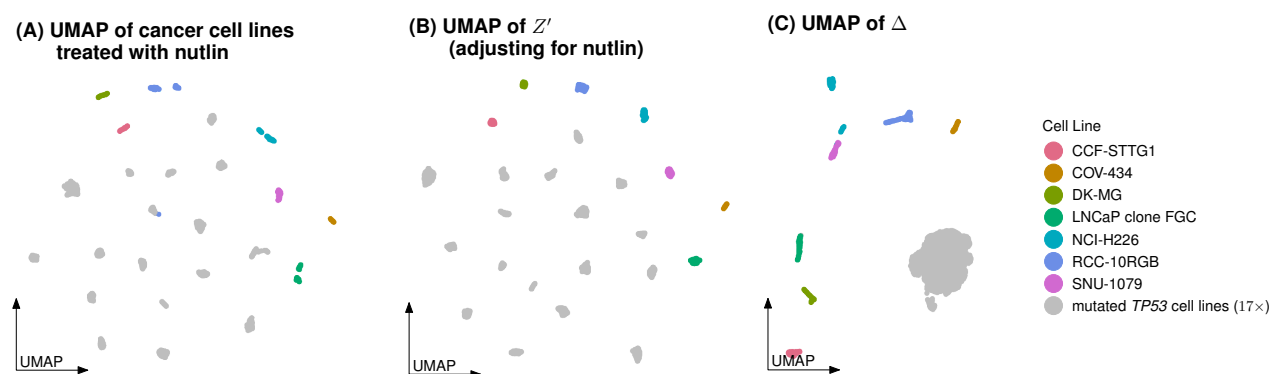 (A) UMAP of cancer cell lines
treated with nutlin
(B) UMAP of Z′
(adjusting for nutlin)
(C) UMAP of Δ
Cell Line
CCF-STTG1
COV-434
DK-MG
LNCaP clone FGC
NCI-H226
RCC-10RGB
SNU-1079
mutated TP53 cell lines (17×)
UMAP
UMAP
UMAP